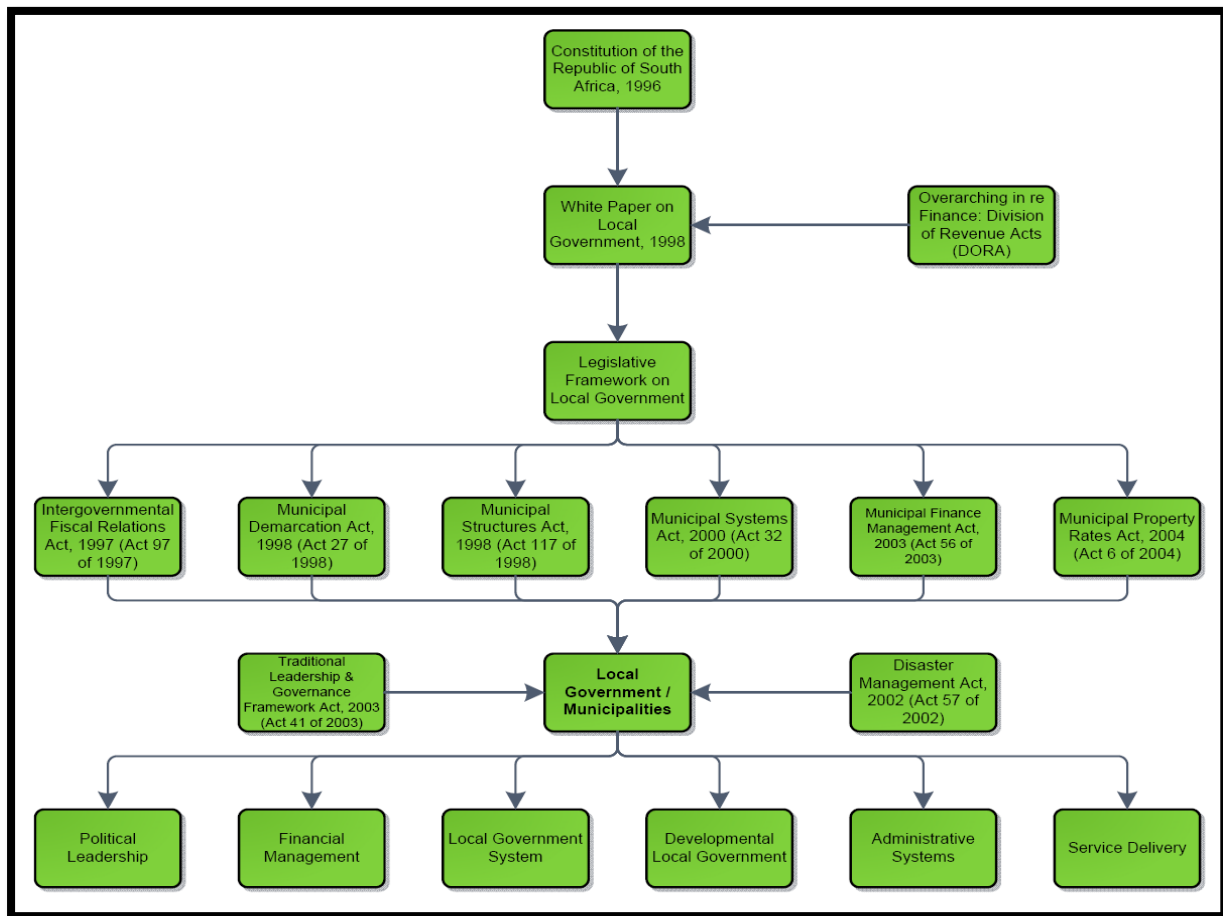 Constitution of the
Republic of South
Africa, 1996
White Paper on
Local
Government, 1998
Overarching in re
Finance: Division
of Revenue Acts
(DORA)
Legislative
Framework on
Local Government
Intergovernmental
Fiscal Relations
Act, 1997 (Act 97
of 1997)
Municipal
Demarcation Act,
1998 (Act 27 of
1998)
Municipal
Structures Act,
1998 (Act 117 of
1998)
Municipal Systems
Act, 2000 (Act 32
of 2000)
Municipal Finance
Management Act,
2003 (Act 56 of
2003)
Municipal Property
Rates Act, 2004
(Act 6 of 2004)
Traditional
Leadership &
Governance
Framework Act, 2003
(Act 41 of 2003)
Local
Government /
Municipalities
Disaster
Management Act,
2002 (Act 57 of
2002)
Political
Leadership
Financial
Management
Local Government
System
Developmental
Local Government
Administrative
Systems
Service Delivery